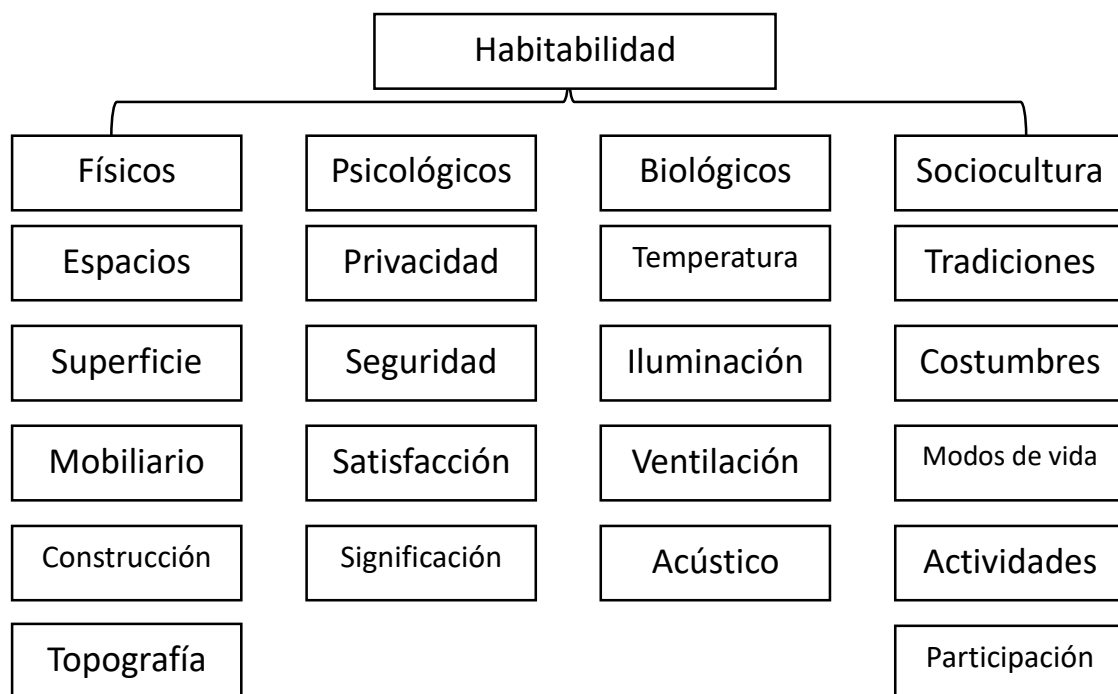 Habitabilidad
Físicos
Psicológicos
Biológicos
Sociocultura
Espacios
Privacidad
Temperatura
Tradiciones
Superficie
Seguridad
Iluminación
Costumbres
Mobiliario
Satisfacción
Ventilación
Modos de vida
Construcción
Significación
Acústico
Actividades
Topografía
Participación